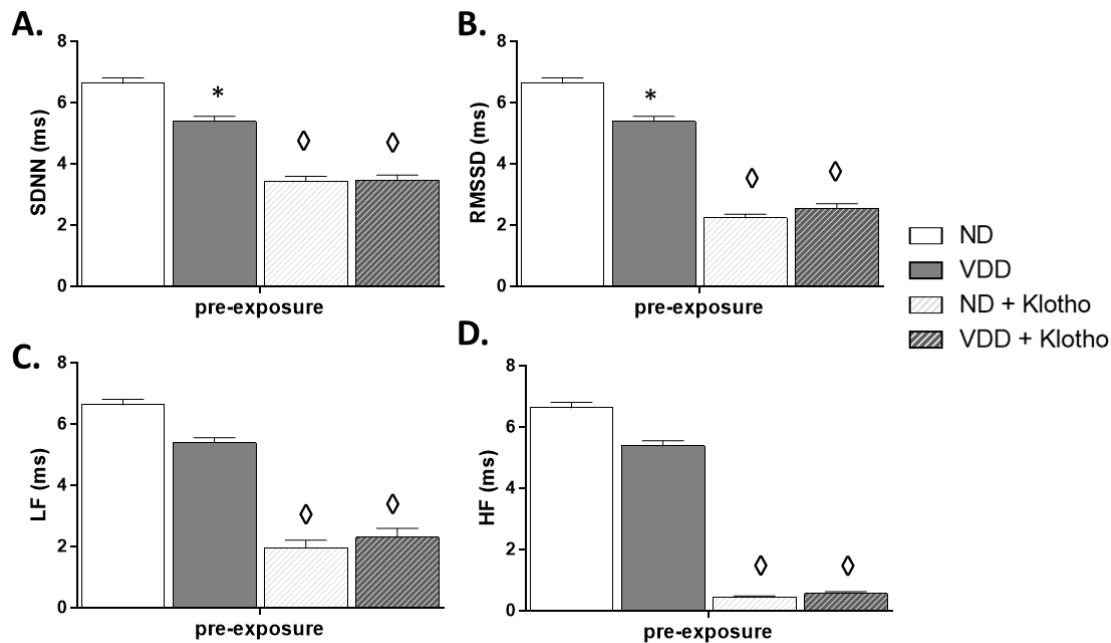 A.
8
6
4
2
0
SDNN (ms)
*
◊
◊
pre-exposure
B.
8
6
4
2
0
RMSSD (ms)
*
◊
◊
pre-exposure
ND
VDD
ND + Klotho
VDD + Klotho
C.
8
6
4
2
0
LF (ms)
◊
◊
pre-exposure
D.
8
6
4
2
0
HF (ms)
◊
◊
pre-exposure